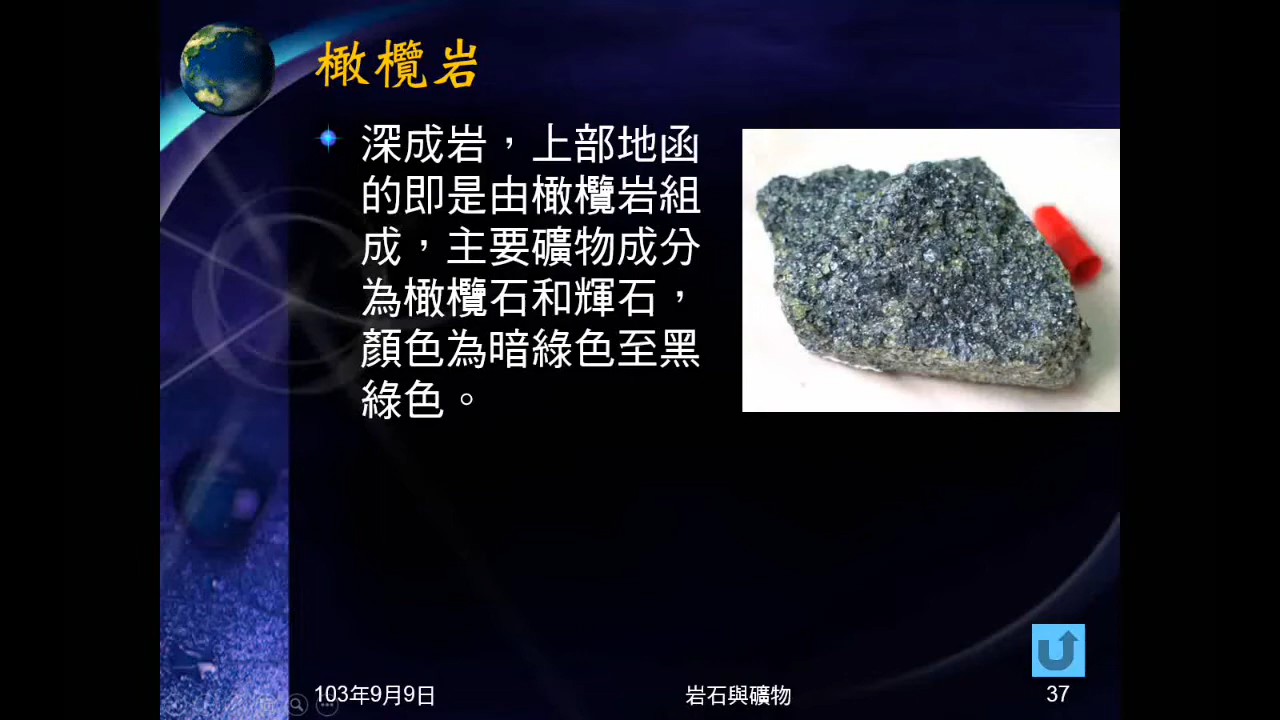 橄欖岩
深成岩，上部地函
的即是由橄欖岩組
成，主要礦物成分
為橄欖石和輝石，
顏色為暗綠色至黑
綠色。
103年9月9日
岩石與礦物
37